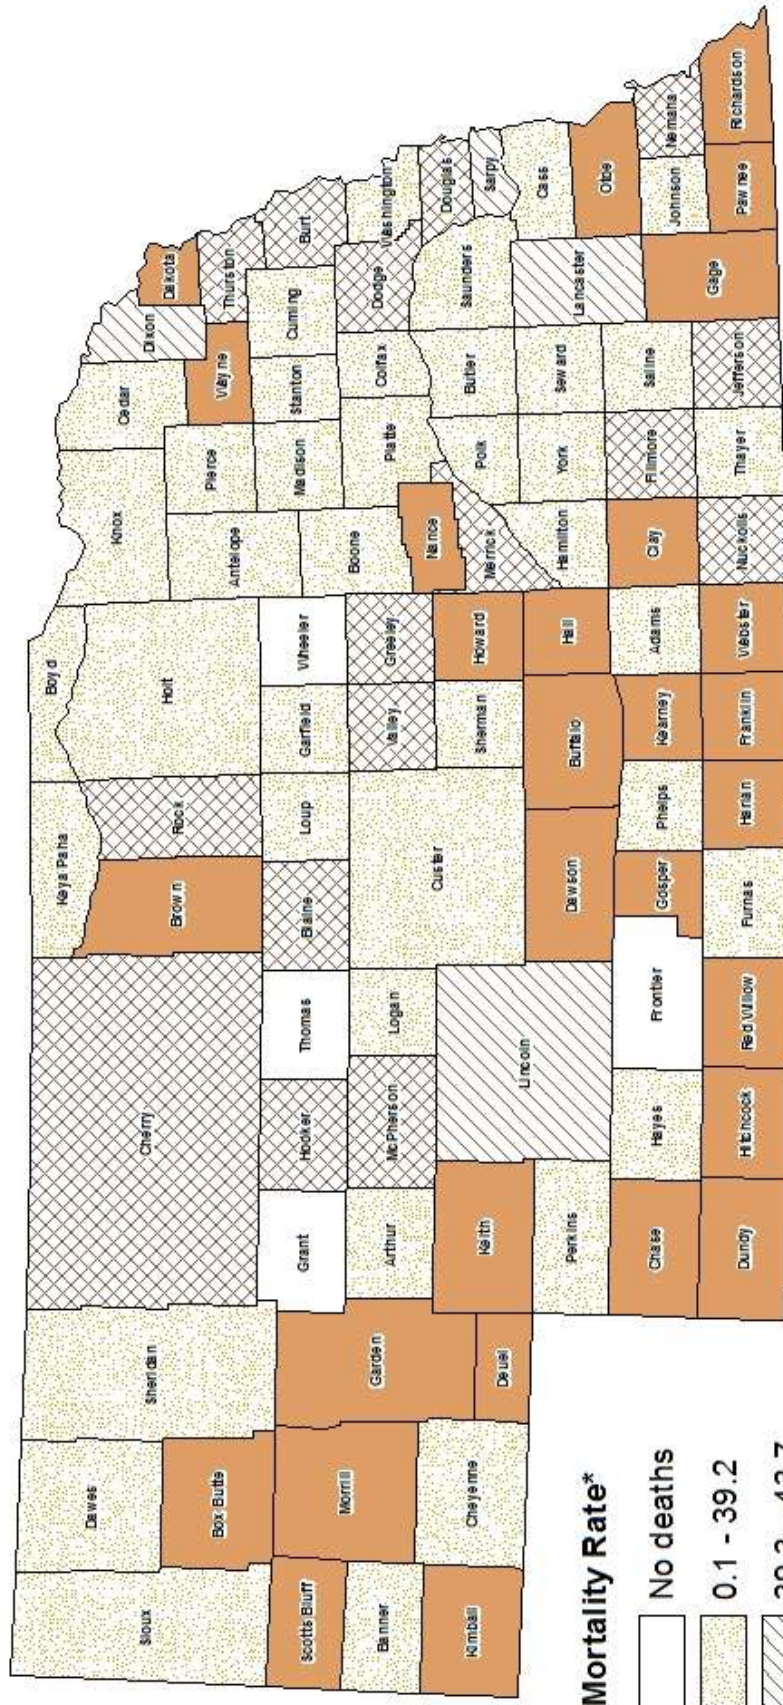 Sioux
Dawes
Sheridan
Cherry
Keya Paha
Boyd
Knox
Cedar
Dixon
Dakota
Box Butte
Brown
Rock
Holt
Antelope
Pierce
Wayne
Thurston
Scotts Bluff
Morrill
Garden
Grant
Hooker
Thomas
Blaine
Loup
Garfield
Wheeler
Boone
Madison
Stanton
Cuming
Burt
Banner
Arthur
McPherson
Logan
Custer
Valley
Greeley
Nance
Platte
Colfax
Dodge
Washington
Kimball
Cheyenne
Deuel
Keith
Lincoln
Sherman
Howard
Merrick
Polk
Butler
Saunders
Douglas
Sarpy
Perkins
Dawson
Buffalo
Hall
Hamilton
York
Seward
Lancaster
Cass
Otoe
Chase
Hayes
Frontier
Gosper
Phelps
Kearney
Adams
Clay
Fillmore
Saline
Gage
Johnson
Nemaha
Dundy
Hitchcock
Red Willow
Furnas
Harlan
Franklin
Webster
Nuckolls
Thayer
Jefferson
Pawnee
Richardson
Mortality Rate*
No deaths
0.1 - 39.2